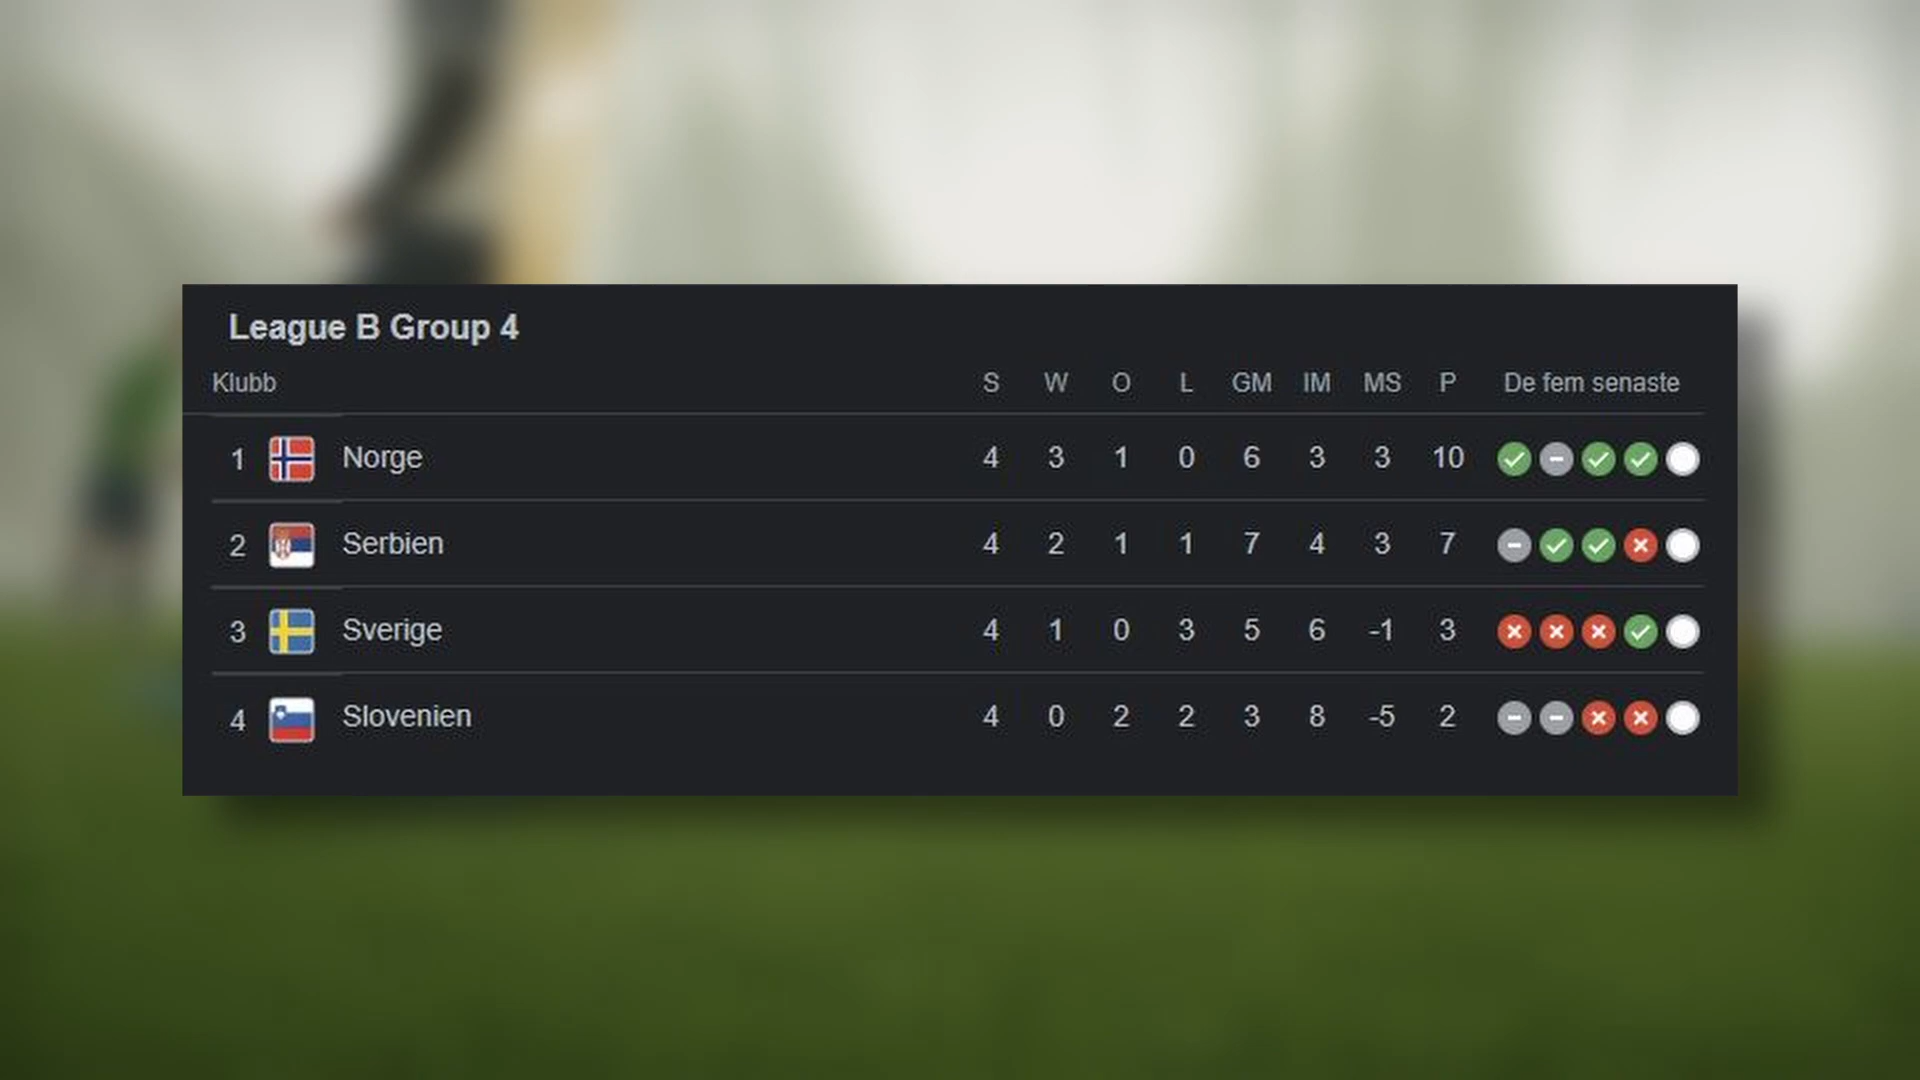 League B Group 4
Klubb S W O L GM IM MS P De fem senaste
1 Norge 4 3 1 0 6 3 3 10
2 Serbien 4 2 1 1 7 4 3 7
3 Sverige 4 1 0 3 5 6 -1 3
4 Slovenien 4 0 2 2 3 8 -5 2